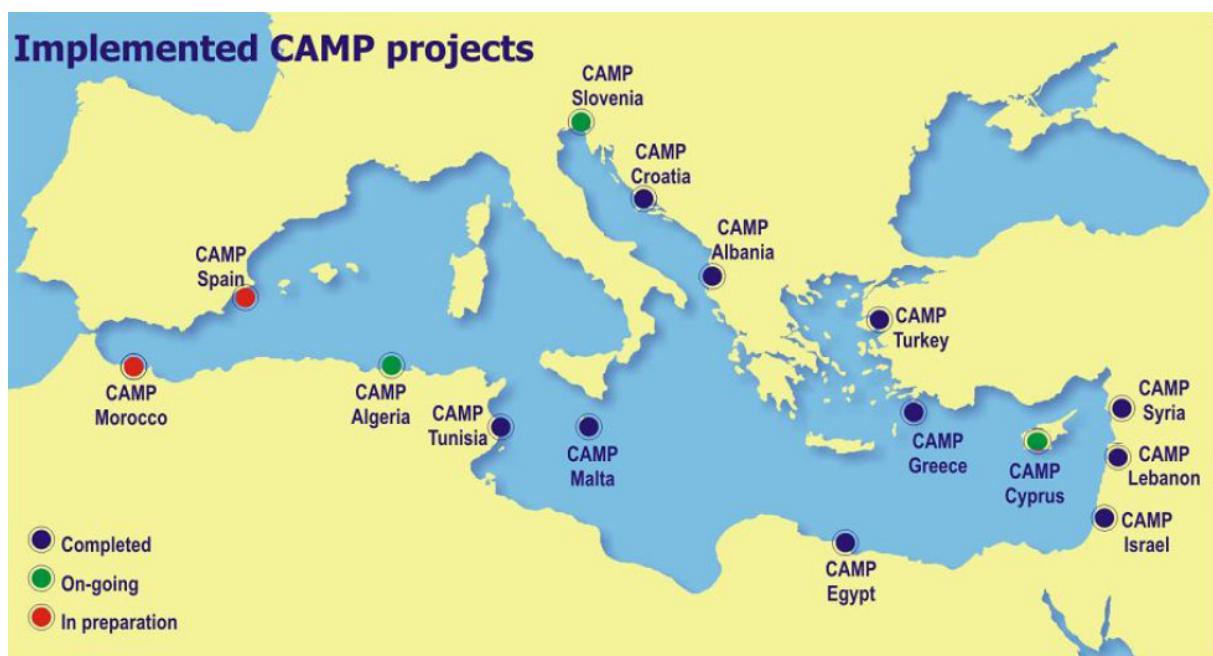 Implemented CAMP projects
CAMP
Slovenia
CAMP
Croatia
CAMP
Albania
CAMP
Spain
CAMP
Turkey
CAMP
Morocco
CAMP
Algeria
CAMP
Tunisia
CAMP
Malta
CAMP
Greece
CAMP
Cyprus
CAMP
Syria
CAMP
Lebanon
CAMP
Israel
CAMP
Egypt
Completed
On-going
In preparation